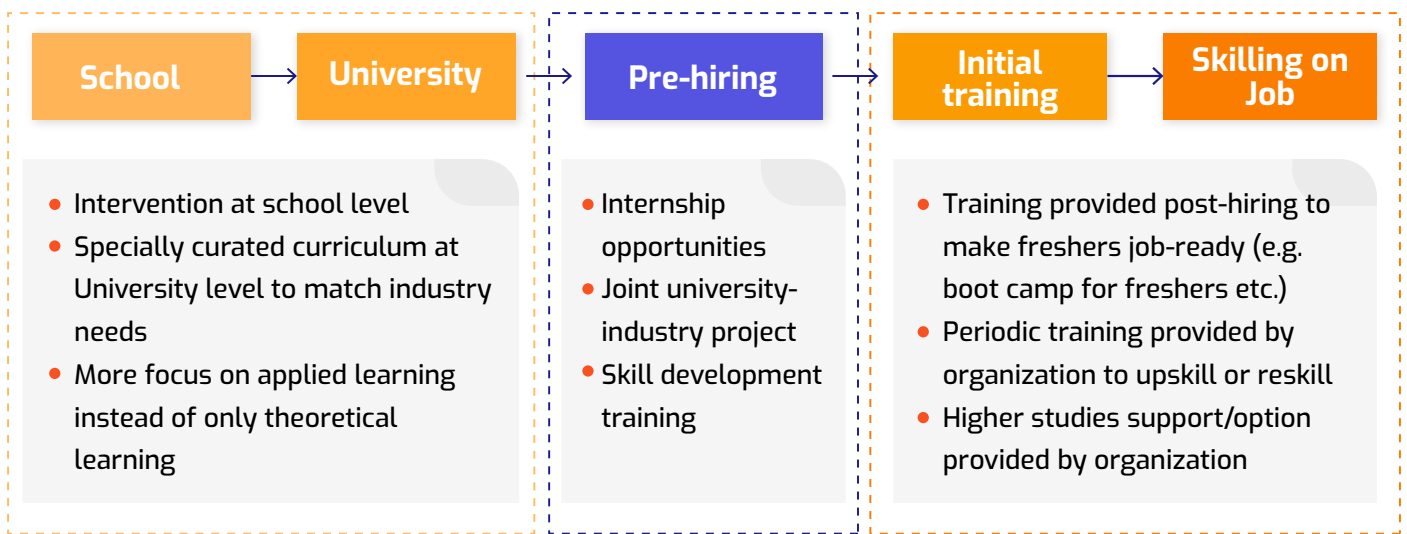 School
University
Pre-hiring
Initial
training
Skilling on
Job
• Intervention at school level
• Specially curated curriculum at
University level to match industry
needs
• More focus on applied learning
instead of only theoretical
learning
• Internship
opportunities
• Joint university-
industry project
• Skill development
training
• Training provided post-hiring to
make freshers job-ready (e.g.
boot camp for freshers etc.)
• Periodic training provided by
organization to upskill or reskill
• Higher studies support/option
provided by organization